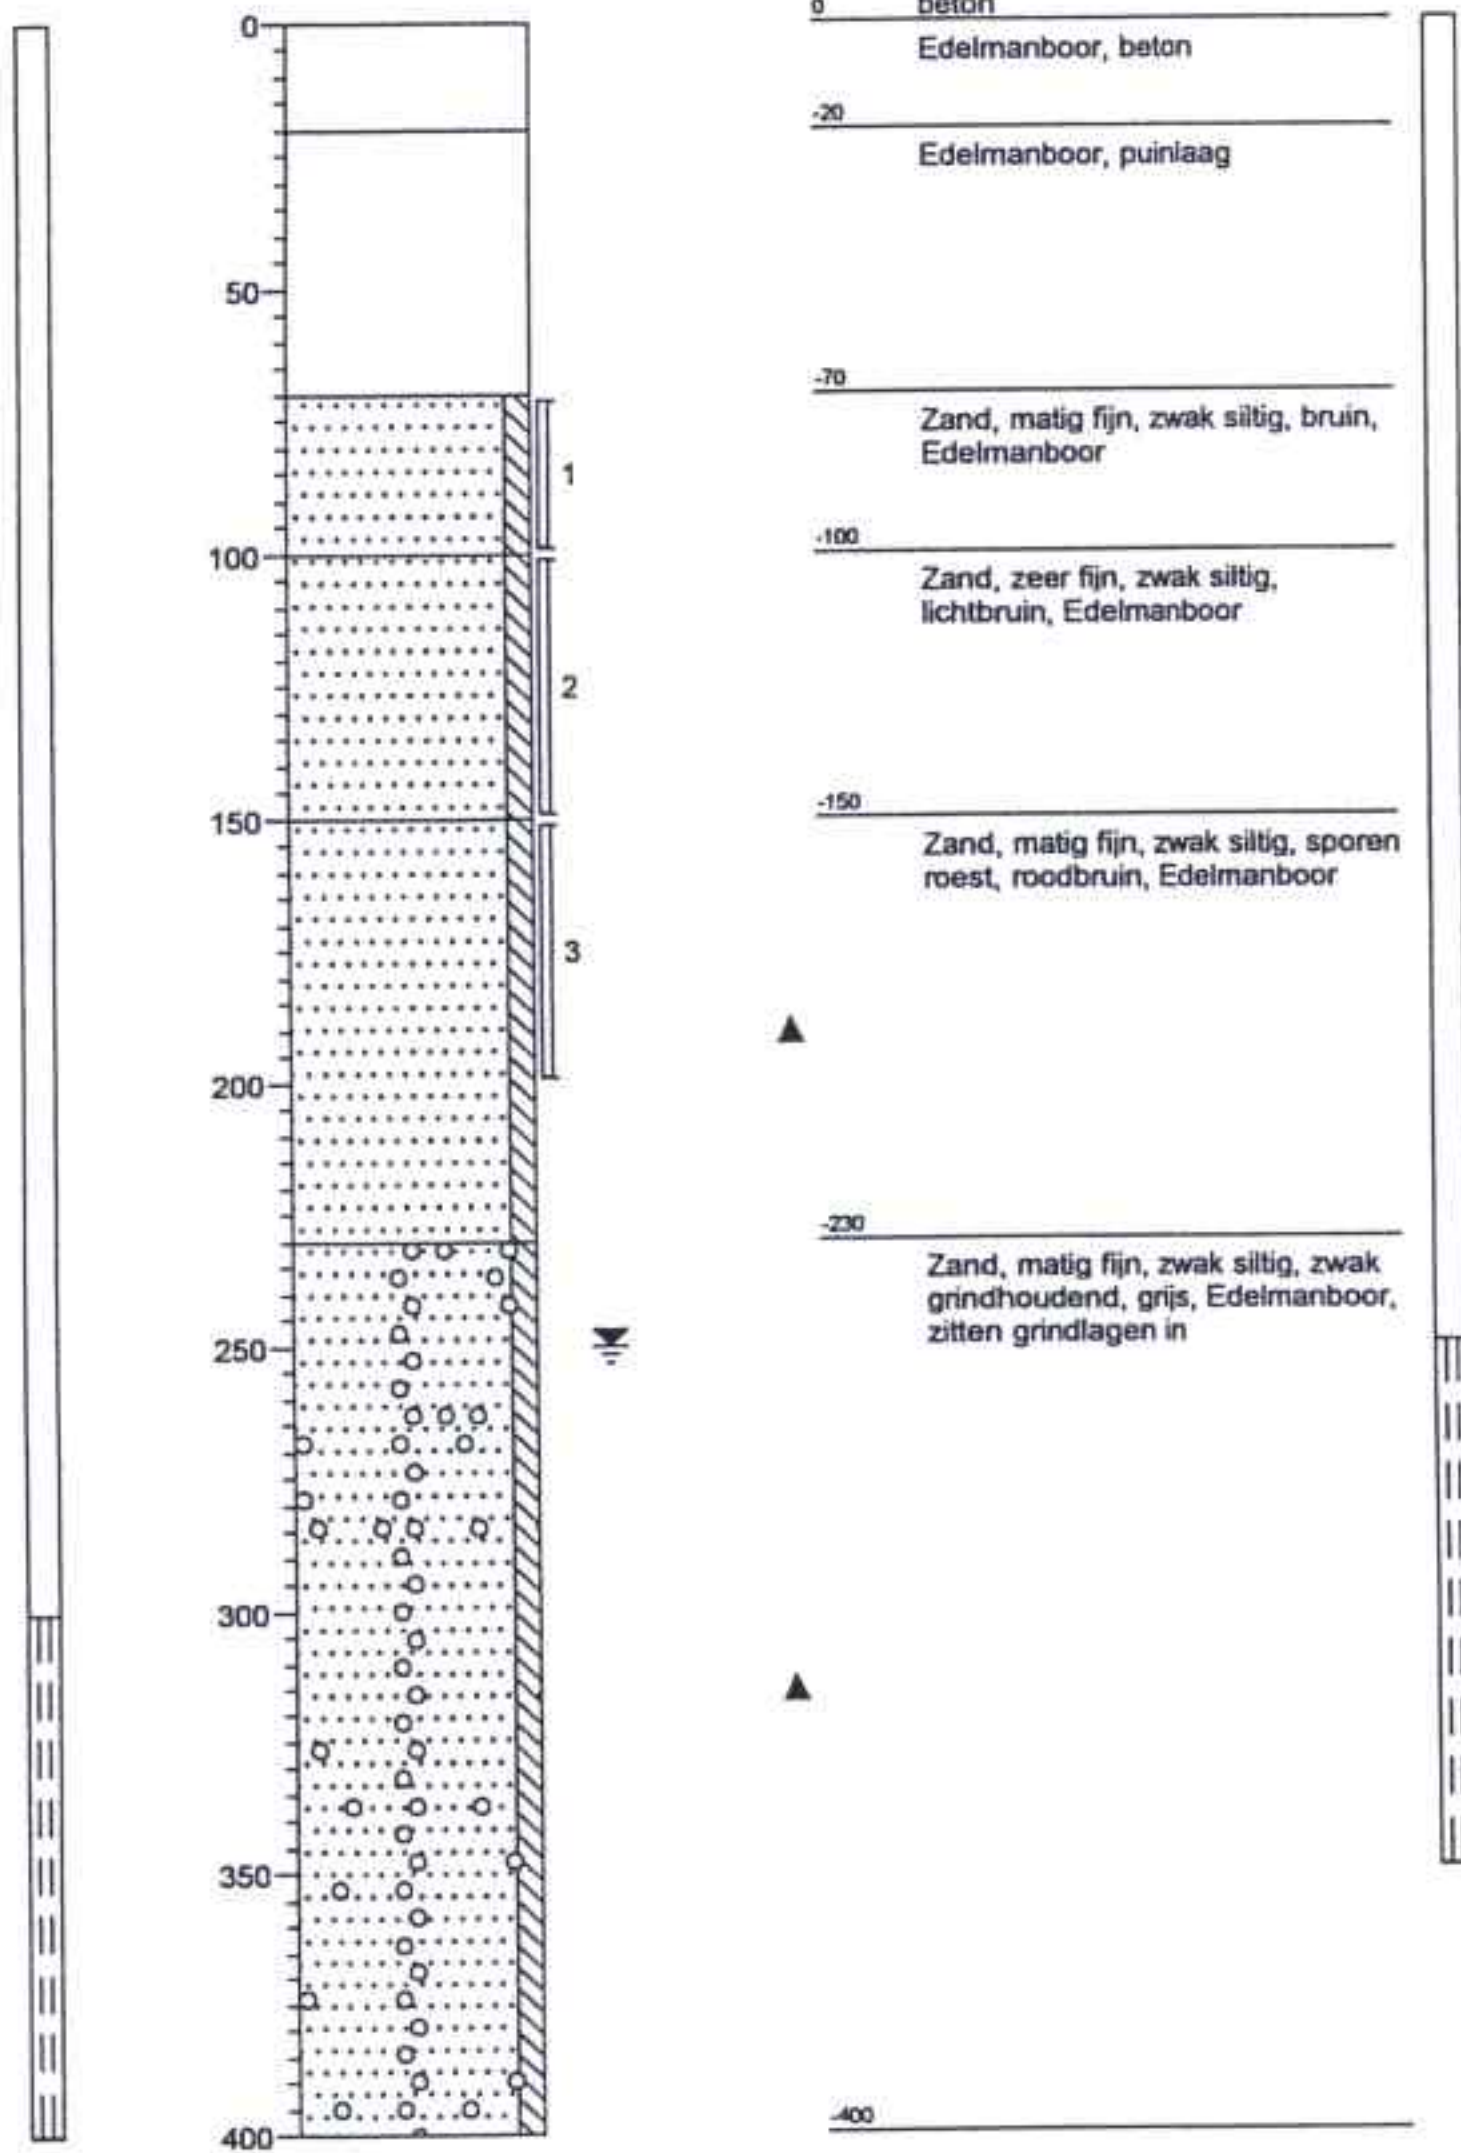 0
50
100
150
200
250
300
350
400
1
2
3
0
beton
Edelmanboor, beton
-20
Edelmanboor, puinlaag
-70
Zand, matig fijn, zwak siltig, bruin,
Edelmanboor
-100
Zand, zeer fijn, zwak siltig,
lichtbruin, Edelmanboor
-150
Zand, matig fijn, zwak siltig, sporen
roest, roodbruin, Edelmanboor
-230
Zand, matig fijn, zwak siltig, zwak
grindhoudend, grijs, Edelmanboor,
zitten grindlagen in
-400